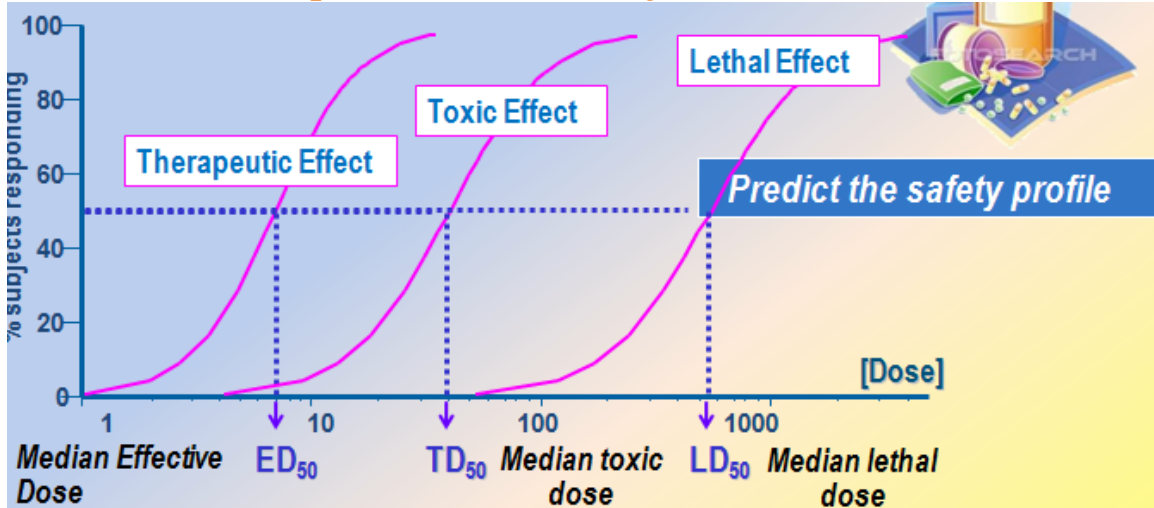 100
80
60
40
20
0
% subjects responding
Therapeutic Effect
Toxic Effect
Lethal Effect
FOTOSEARCH
Predict the safety profile
[Dose]
1
10
100
1000
Median Effective
Dose
ED50
TD50
Median toxic
dose
LD50
Median lethal
dose